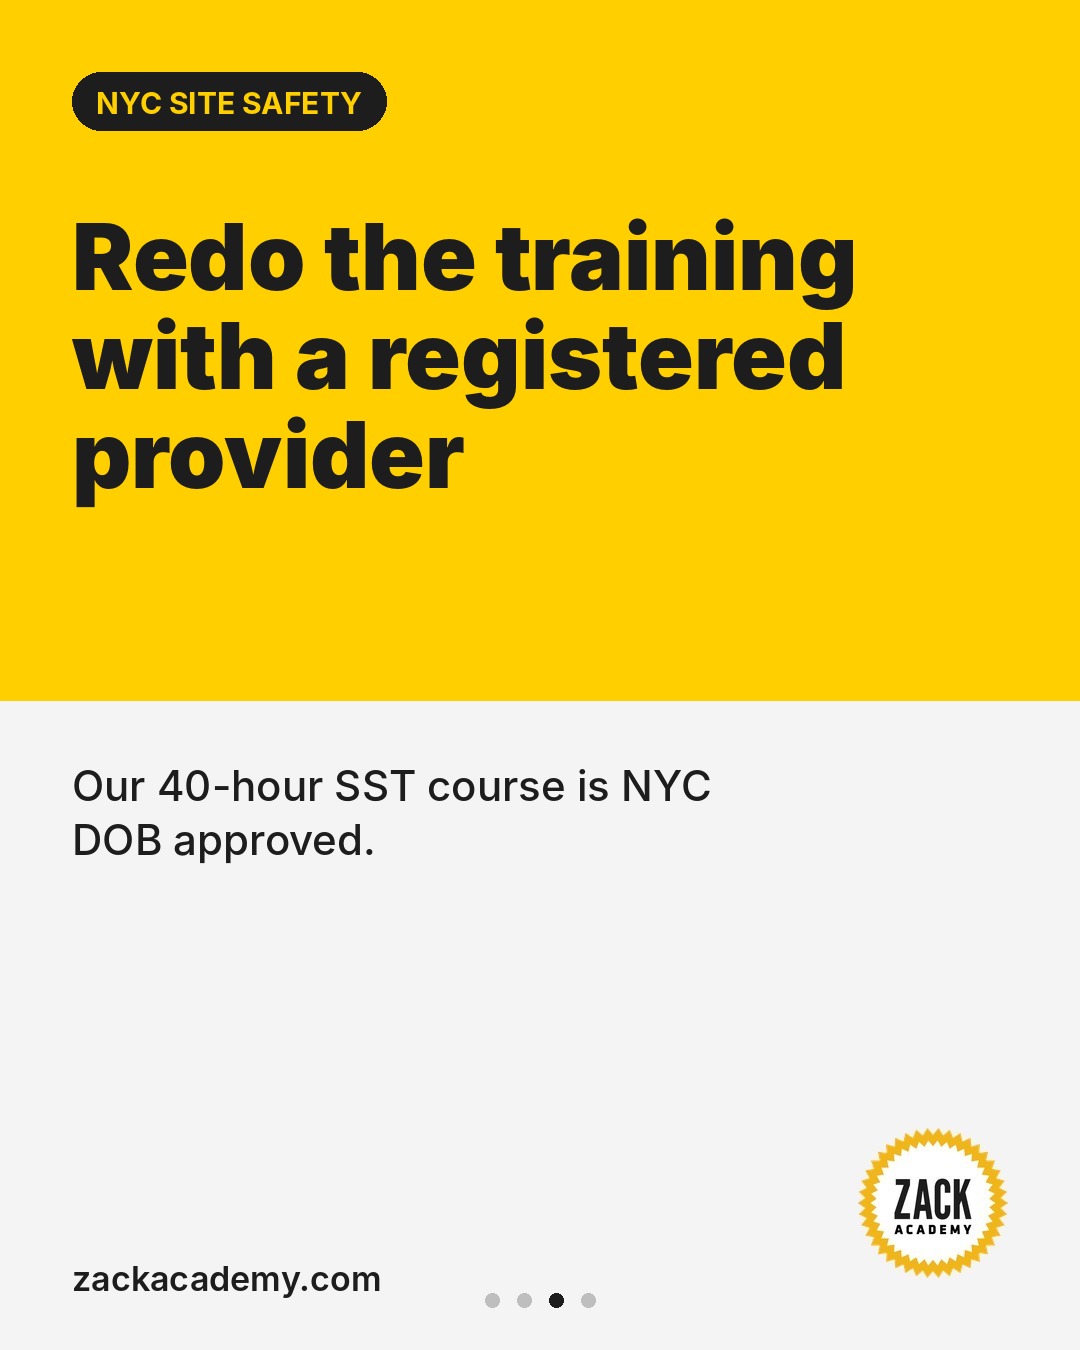 NYC SITE SAFETY
Redo the training
with a registered
provider
Our 40-hour SST course is NYC
DOB approved.
ZACK
ACADEMY
zackacademy.com